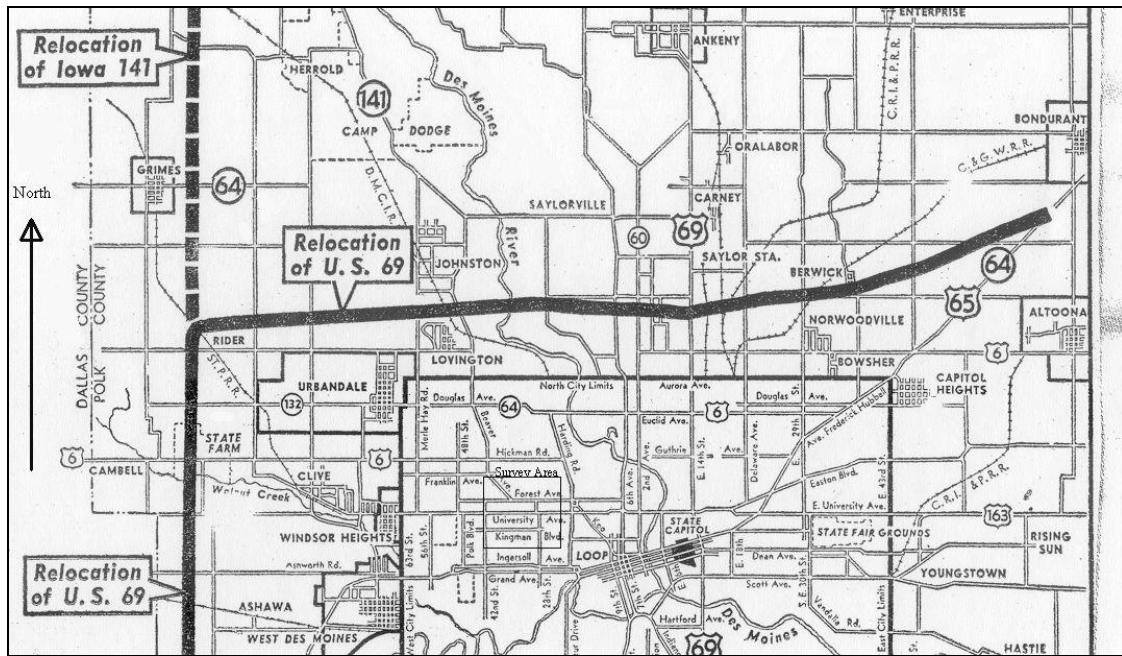 Relocation
of Iowa 141
HERROLD
141
CAMP DODGE
Des Moines
River
ANKENY
ENTERPRISE
C.R.I. & P.R.R.
BONDURANT
ORALABOR
C. & G.W.R.R.
North
GRIMES
64
D.M.C.I.R.
SAYLORVILLE
CARNEY
60
69
SAYLOR STA.
Relocation
of U.S. 69
JOHNSTON
BERWICK
64
65
DALLAS COUNTY
POLK COUNTY
RIDER
LOVINGTON
NORWOODVILLE
ALTOONA
BOWSHER
6
ST. P.R.R.
URBANDALE
North City Limits
Aurora Ave.
CAPITOL
HEIGHTS
132
Merle Hay Rd.
Douglas Ave.
64
6
Douglas Ave.
Euclid Ave.
Beaver Ave.
48th St.
Harding Rd.
Hickman Rd.
Guthrie
Ave. Frederick Hubbell
STATE
FARM
6
CAMBELL
6
CLIVE
Walnut Creek
Survey Area
Franklin Ave.
Forest Ave.
6th Ave.
2nd Ave.
E. 14th St.
Delaware Ave.
E. 29th St.
Easton Blvd.
E. 43rd St.
C.R.I. & P.R.R.
E. University Ave.
163
University Ave.
Kingman Blvd.
Ingersoll Ave.
Keo
LOOP
STATE
CAPITOL
STATE FAIR GROUNDS
RISING
SUN
WINDSOR HEIGHTS
63rd St.
56th St.
Polk Blvd.
Ashworth Rd.
Grand Ave.
42nd St.
28th St.
9th St.
7th St.
E. 18th
Dean Ave.
Scott Ave.
S.E. 30th St.
YOUNGSTOWN
Relocation
of U.S. 69
ASHAWA
WEST DES MOINES
West City Limits
Hartford Ave.
69
Des Moines
Vandalia Rd.
East City Limits
HASTIE